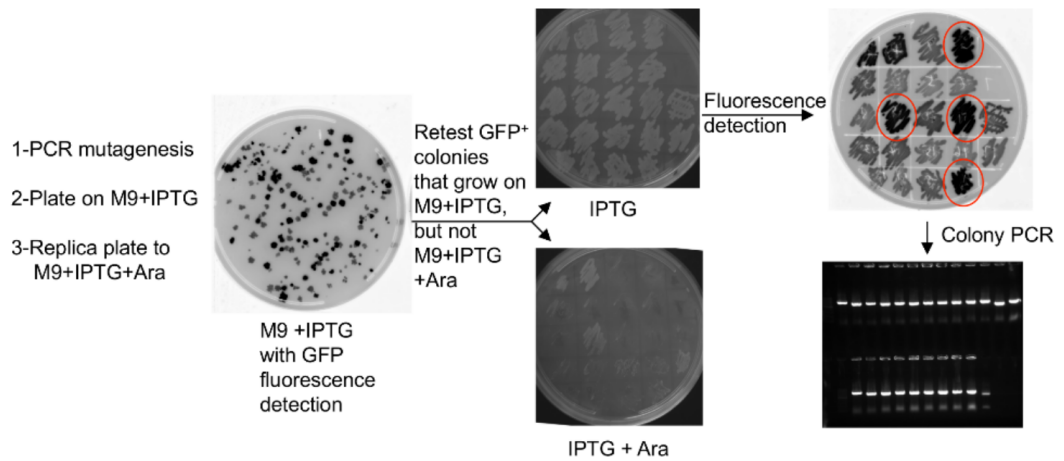 1-PCR mutagenesis
2-Plate on M9+IPTG
3-Replica plate to
M9+IPTG+Ara
M9 +IPTG
with GFP
fluorescence
detection
Retest GFP+
colonies
that grow on
M9+IPTG,
but not
M9+IPTG
+Ara
IPTG
IPTG + Ara
Fluorescence
detection
Colony PCR